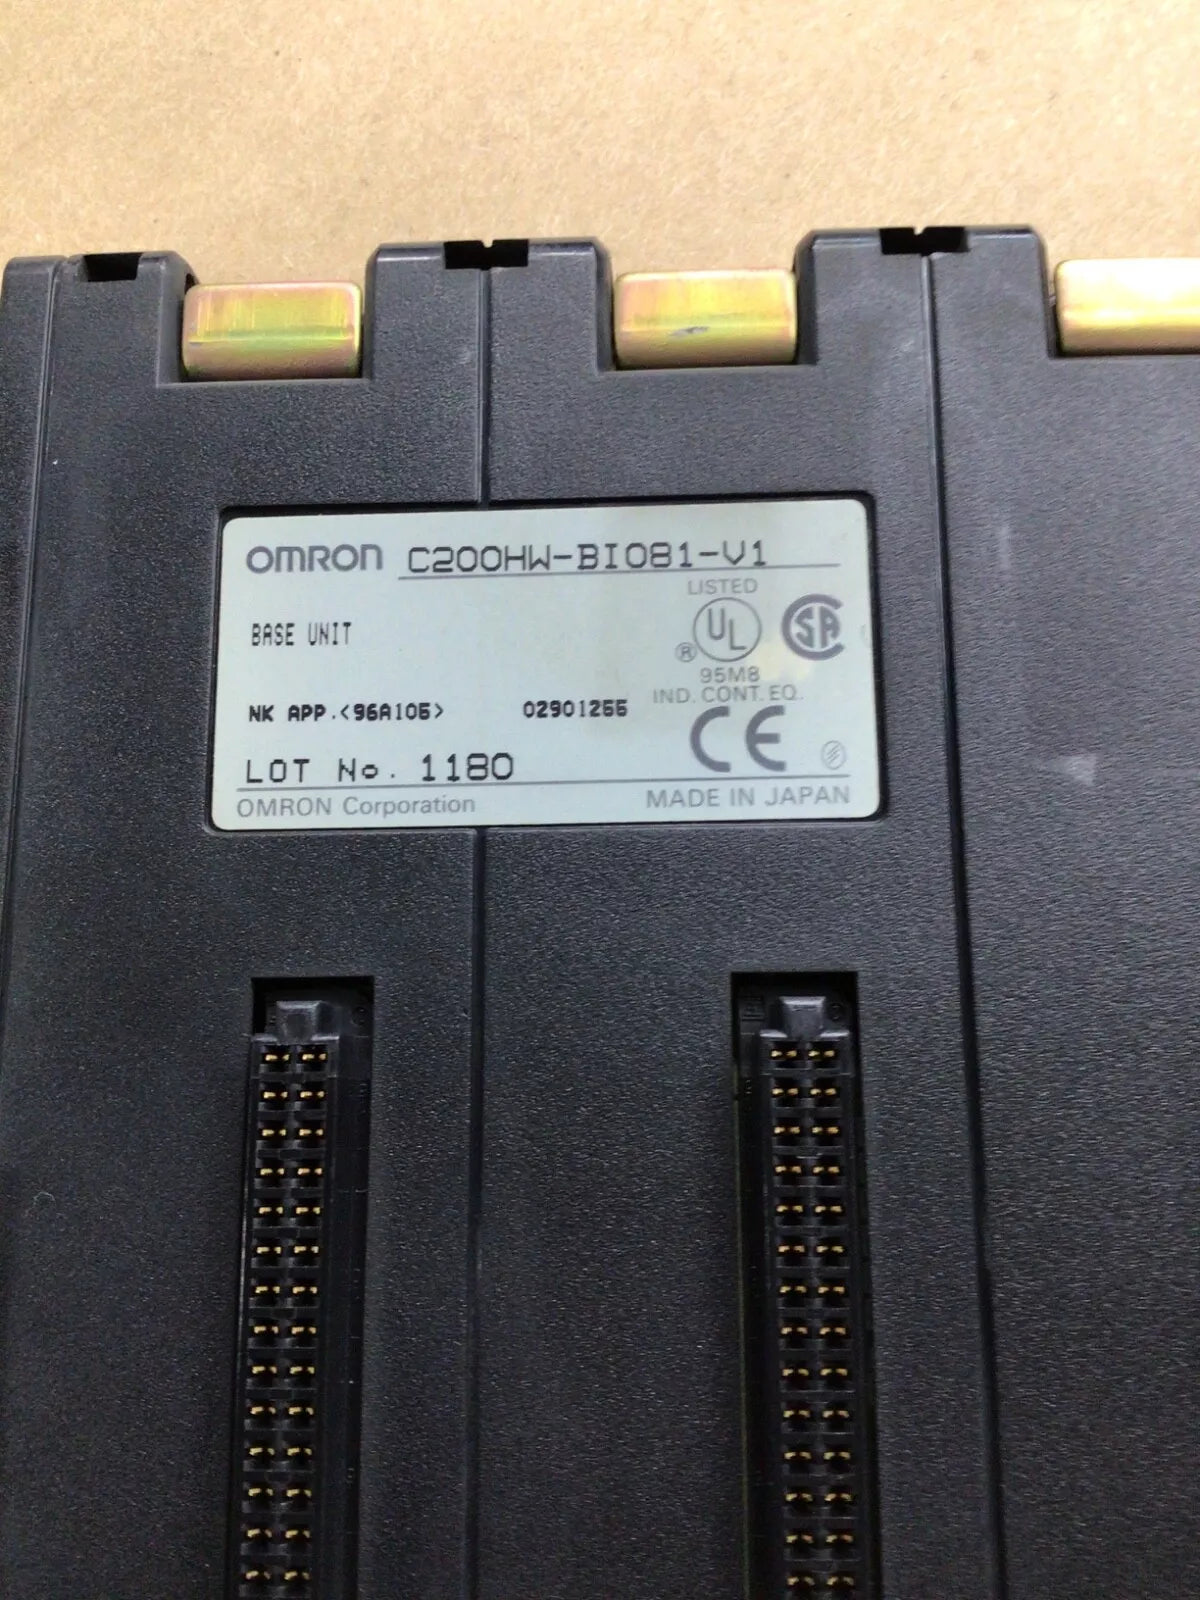 OMRON C200HW-BI081-V1
LISTED
BASE UNIT
UL
SA
®
95M8
IND. CONT. EQ.
NK APP.<96A105>
02901255
CE
LOT No. 1180
OMRON Corporation
MADE IN JAPAN